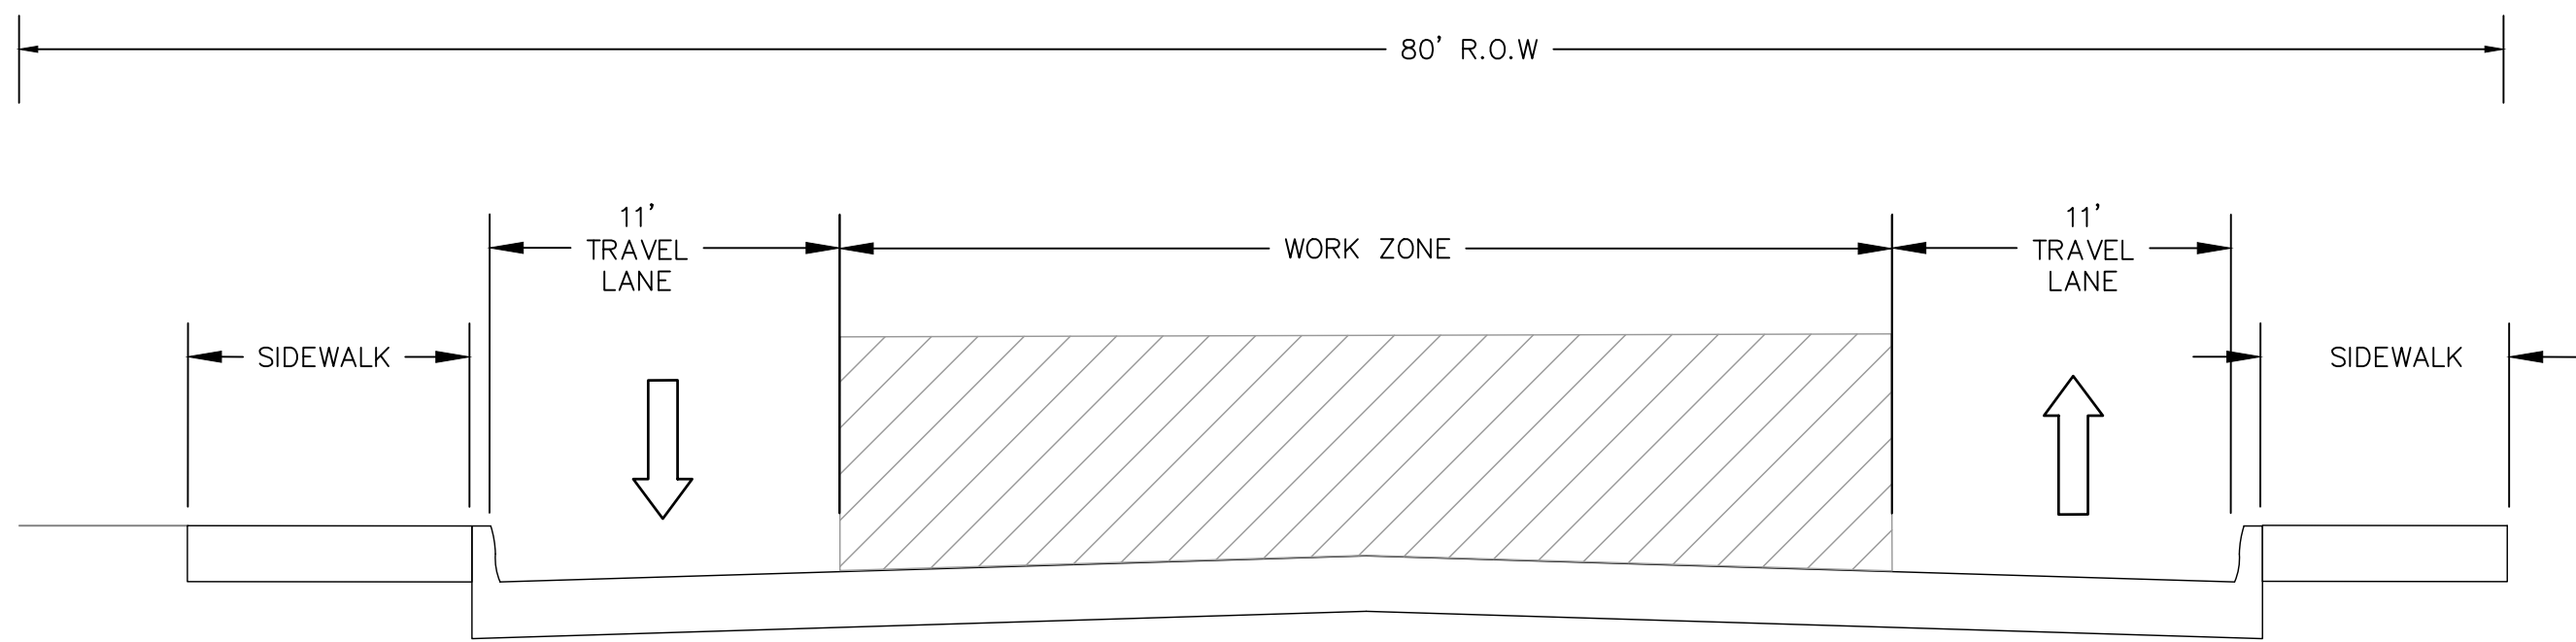 80' R.O.W
11'
TRAVEL
LANE
WORK ZONE
11'
TRAVEL
LANE
SIDEWALK
SIDEWALK